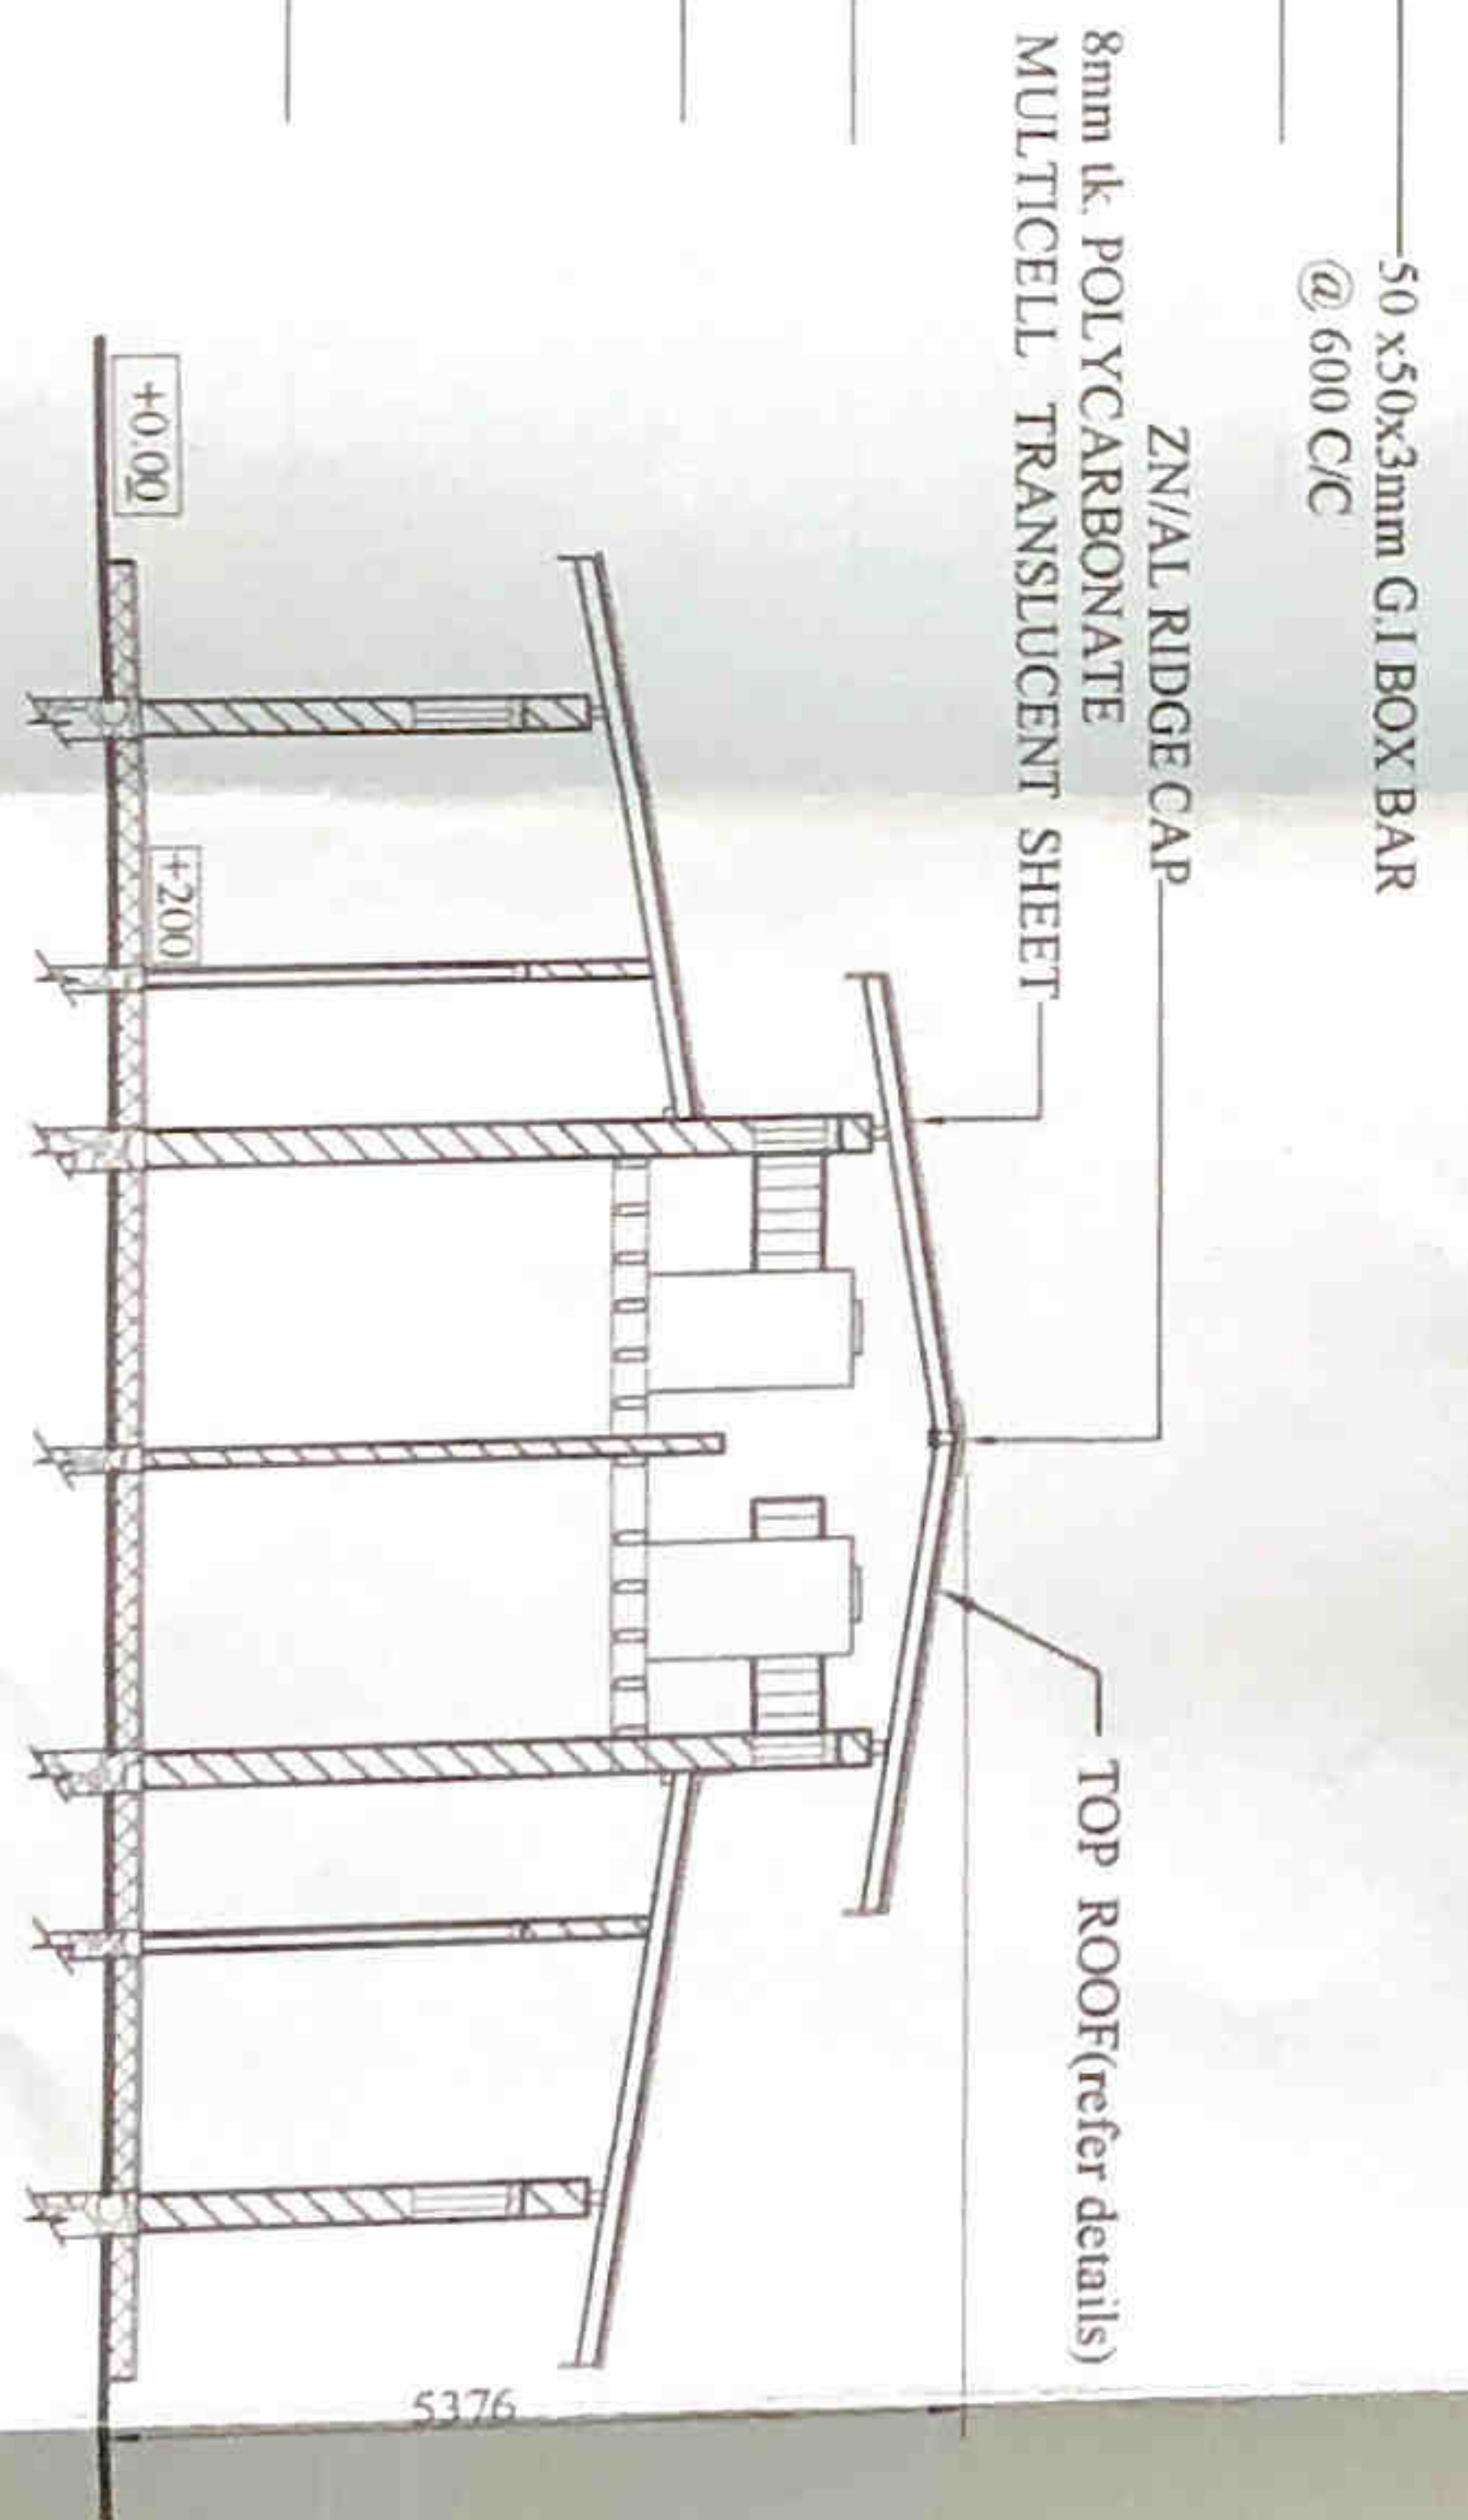 50 x50x3mm G.I BOX BAR
@ 600 C/C
ZN/AL RIDGE CAP
8mm tk. POLYCARBONATE
MULTICELL TRANSLUCENT SHEET
TOP ROOF(refer details)
+0.00
+200
5376